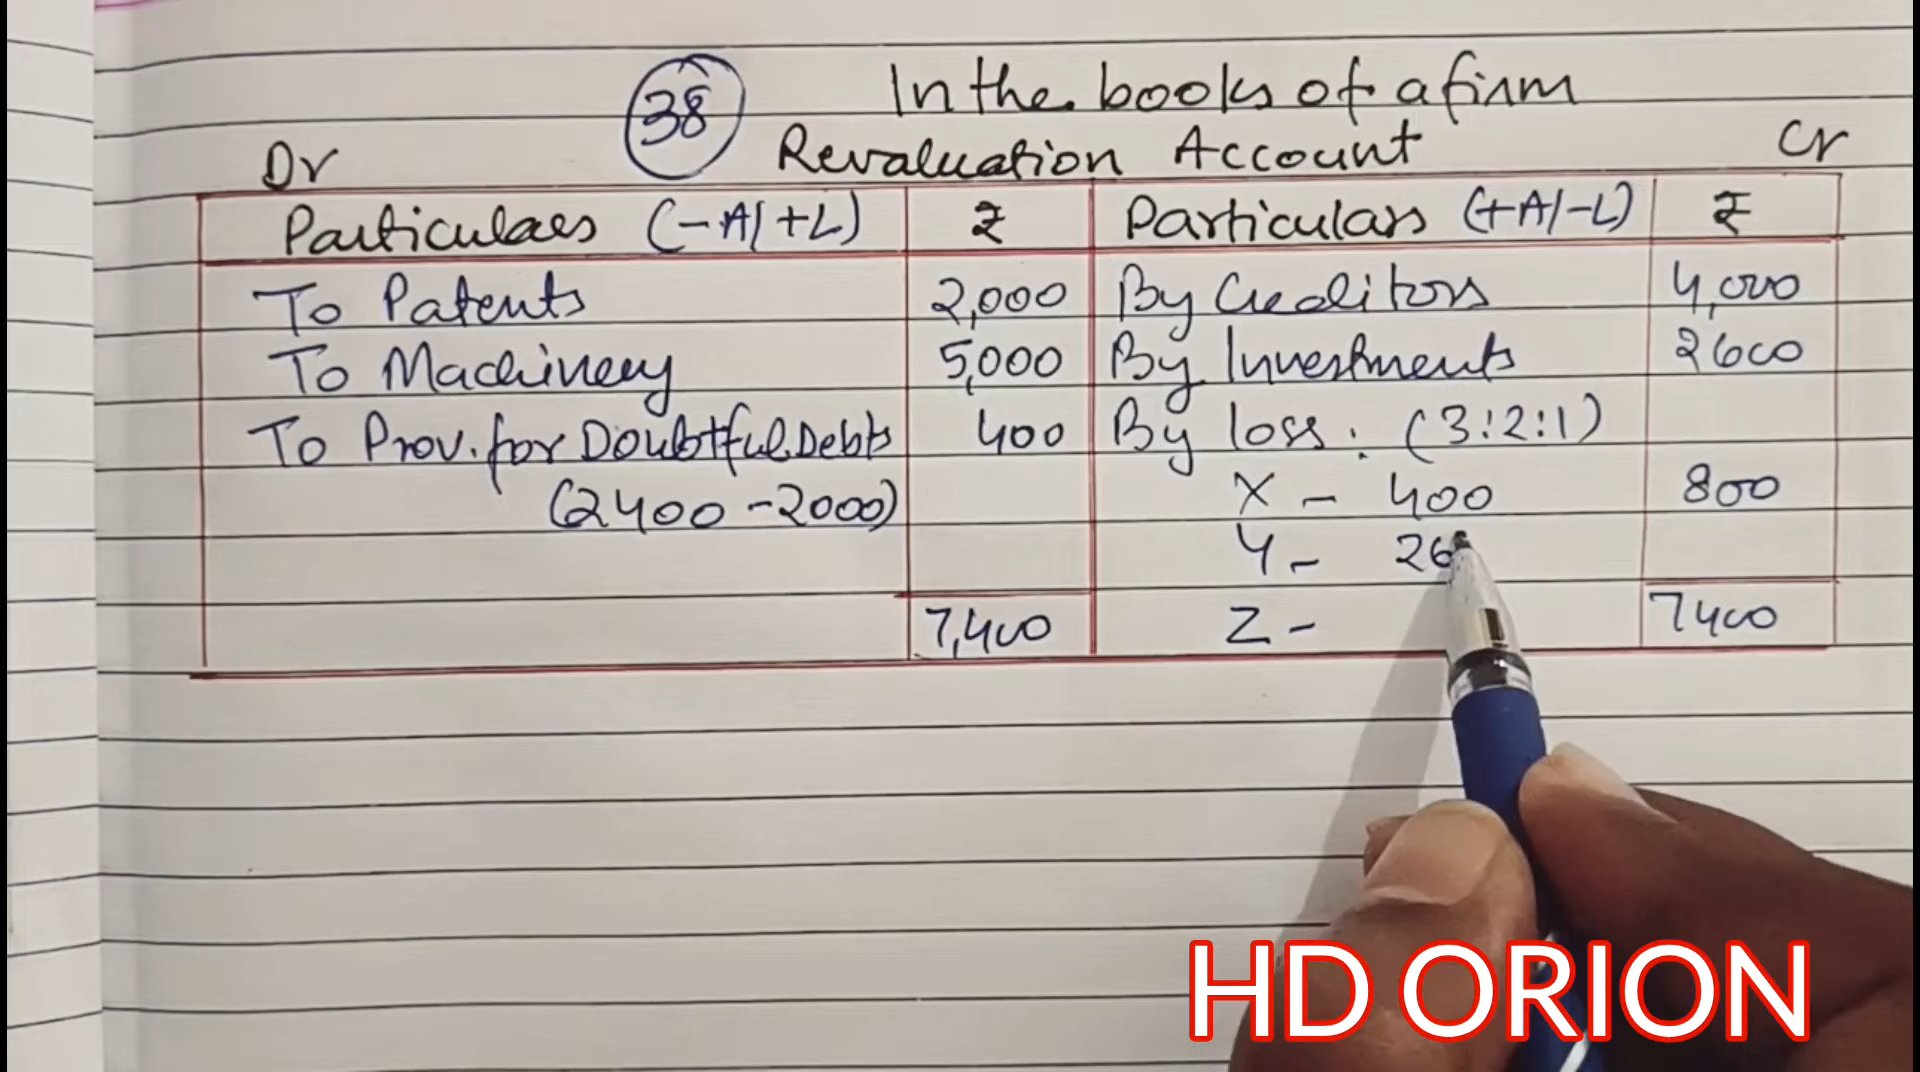 38
In the books of a firm
Dr Revaluation Account Cr
Particulars (-A/+L) ₹ Particulars (+A/-L) ₹
To Patents 2,000 By Creditors 4,000
To Machinery 5,000 By Investments 2600
To Prov. for Doubtful Debts 400 By loss : (3:2:1)
(2400-2000) X - 400 800
Y - 26
7,400 Z - 7400
HD ORION